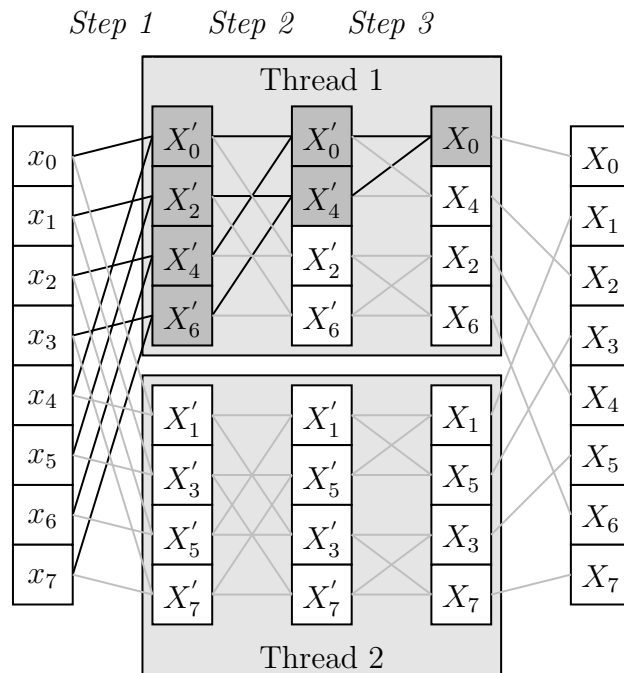 Step 1 Step 2 Step 3
Thread 1
x₀
x₁
x₂
x₃
x₄
x₅
x₆
x₇
X′₀
X′₂
X′₄
X′₆
X′₀
X′₄
X′₂
X′₆
X₀
X₄
X₂
X₆
X′₁
X′₃
X′₅
X′₇
X′₁
X′₅
X′₃
X′₇
X₁
X₅
X₃
X₇
X₀
X₁
X₂
X₃
X₄
X₅
X₆
X₇
Thread 2